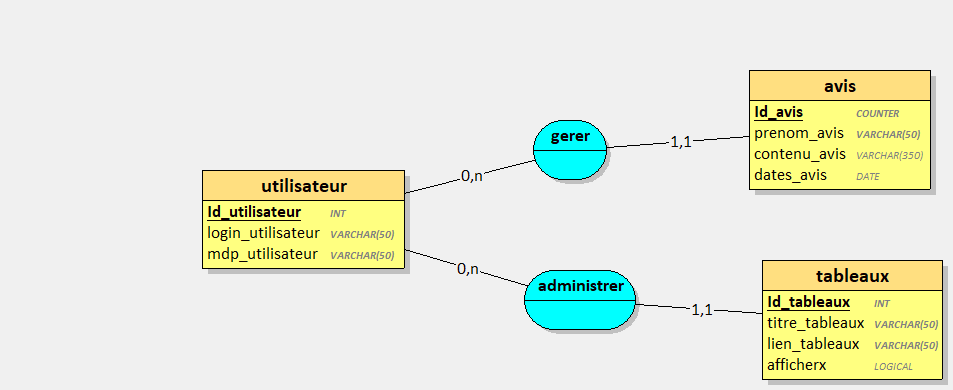 avis
Id_avis COUNTER
prenom_avis VARCHAR(50)
contenu_avis VARCHAR(350)
dates_avis DATE
gerer
1,1
0,n
utilisateur
Id_utilisateur INT
login_utilisateur VARCHAR(50)
mdp_utilisateur VARCHAR(50)
0,n
administrer
1,1
tableaux
Id_tableaux INT
titre_tableaux VARCHAR(50)
lien_tableaux VARCHAR(50)
afficherx LOGICAL